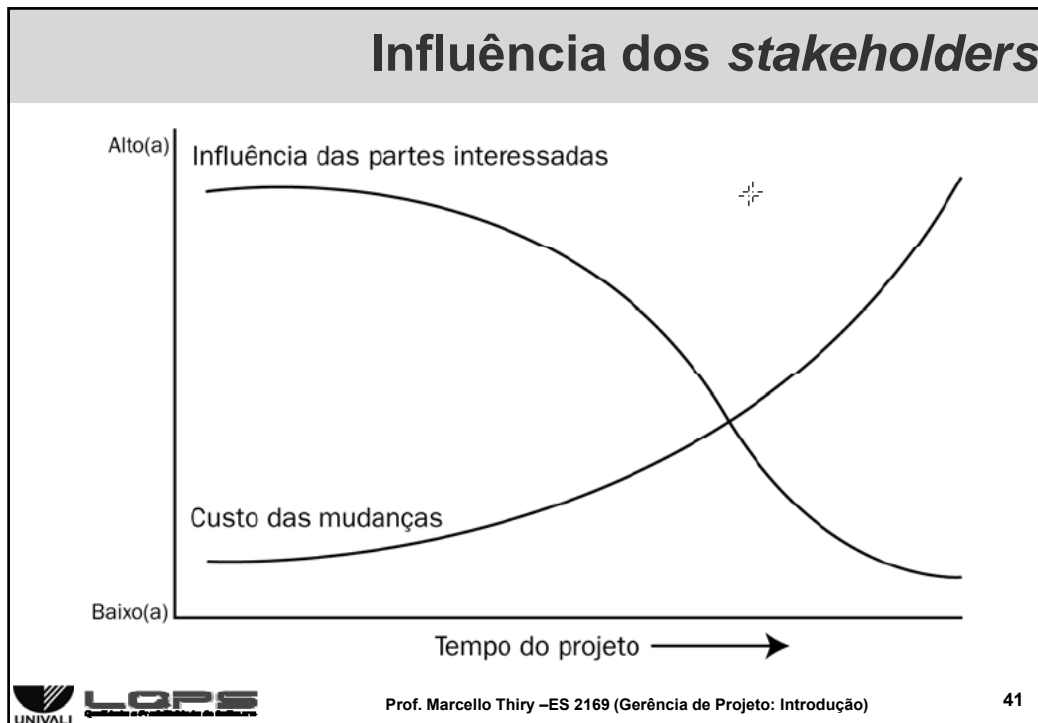 Influência dos stakeholders
Alto(a)
Influência das partes interessadas
Custo das mudanças
Baixo(a)
Tempo do projeto
UNIVALI
LQPS
Prof. Marcello Thiry –ES 2169 (Gerência de Projeto: Introdução)
41